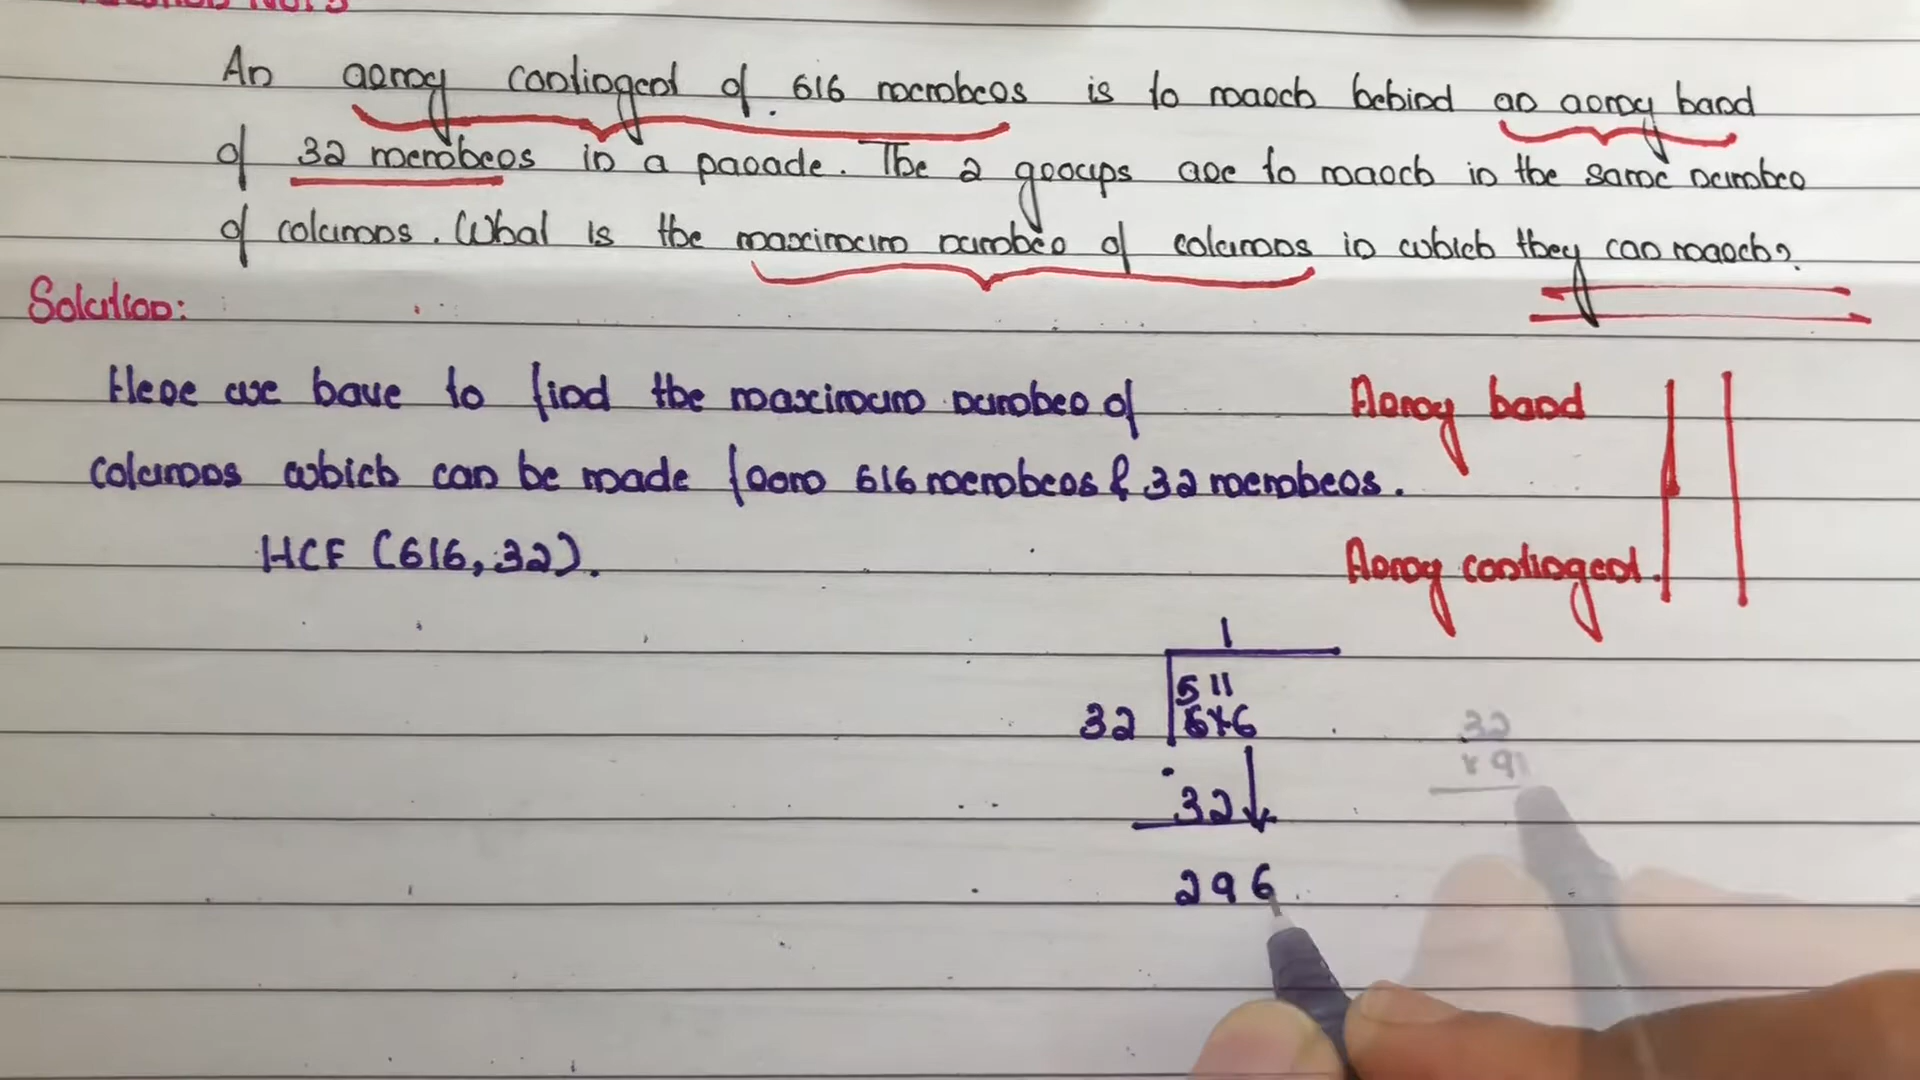 An army contingent of 616 members is to march behind an army band
of 32 members in a parade. The 2 groups are to march in the same number
of columns. What is the maximum number of columns in which they can march?
Solution:
Here we have to find the maximum number of
columns which can be made from 616 members & 32 members.
HCF (616, 32).
Army band
Army contingent.
1
5 11
32 616
32
296
32
x 9